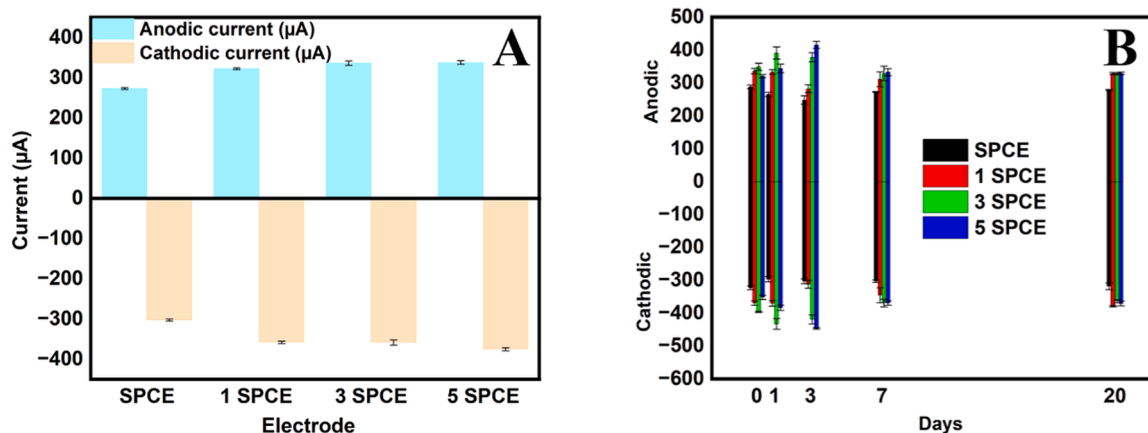 A
Anodic current (µA)
Cathodic current (µA)
400
300
200
100
0
−100
−200
−300
−400
Current (µA)
SPCE 1 SPCE 3 SPCE 5 SPCE
Electrode
B
500
400
300
200
100
0
−100
−200
−300
−400
−500
−600
Anodic
Cathodic
SPCE
1 SPCE
3 SPCE
5 SPCE
0 1 3 7 20
Days